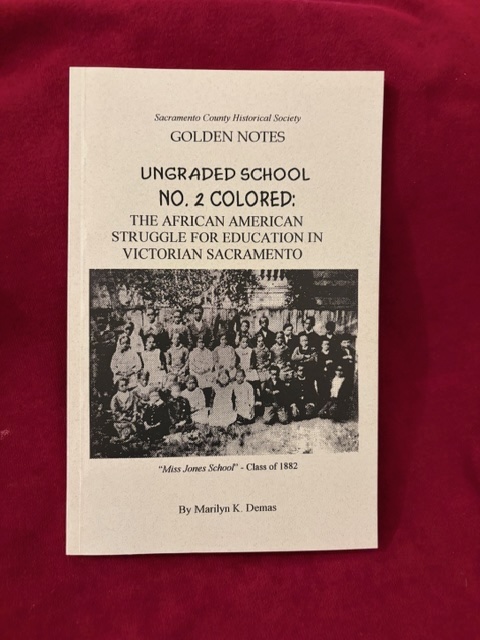 Sacramento County Historical Society
GOLDEN NOTES
UNGRADED SCHOOL
NO. 2 COLORED:
THE AFRICAN AMERICAN
STRUGGLE FOR EDUCATION IN
VICTORIAN SACRAMENTO
"Miss Jones School" - Class of 1882
By Marilyn K. Demas